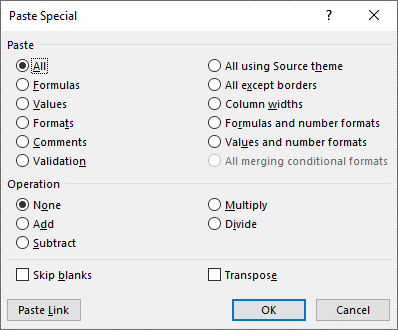 Paste Special
Paste
All
All using Source theme
Formulas
All except borders
Values
Column widths
Formats
Formulas and number formats
Comments
Values and number formats
Validation
All merging conditional formats
Operation
None
Multiply
Add
Divide
Subtract
Skip blanks
Transpose
Paste Link
OK
Cancel